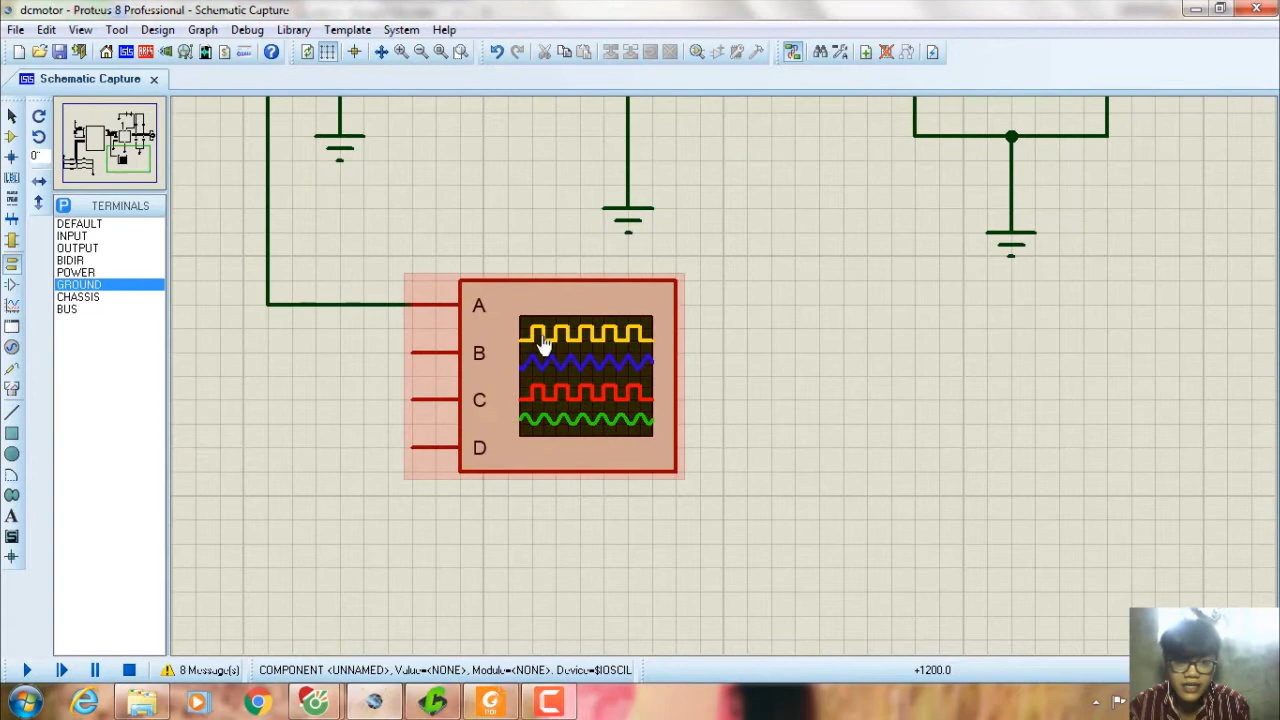 dcmotor - Proteus 8 Professional - Schematic Capture
File Edit View Tool Design Graph Debug Library Template System Help
Schematic Capture
TERMINALS
DEFAULT
INPUT
OUTPUT
BIDIR
POWER
GROUND
CHASSIS
BUS
A
B
C
D
8 Message(s) COMPONENT <UNNAMED>, Value=<NONE>, Module=<NONE>. Device=$IOSCIL +1200.0